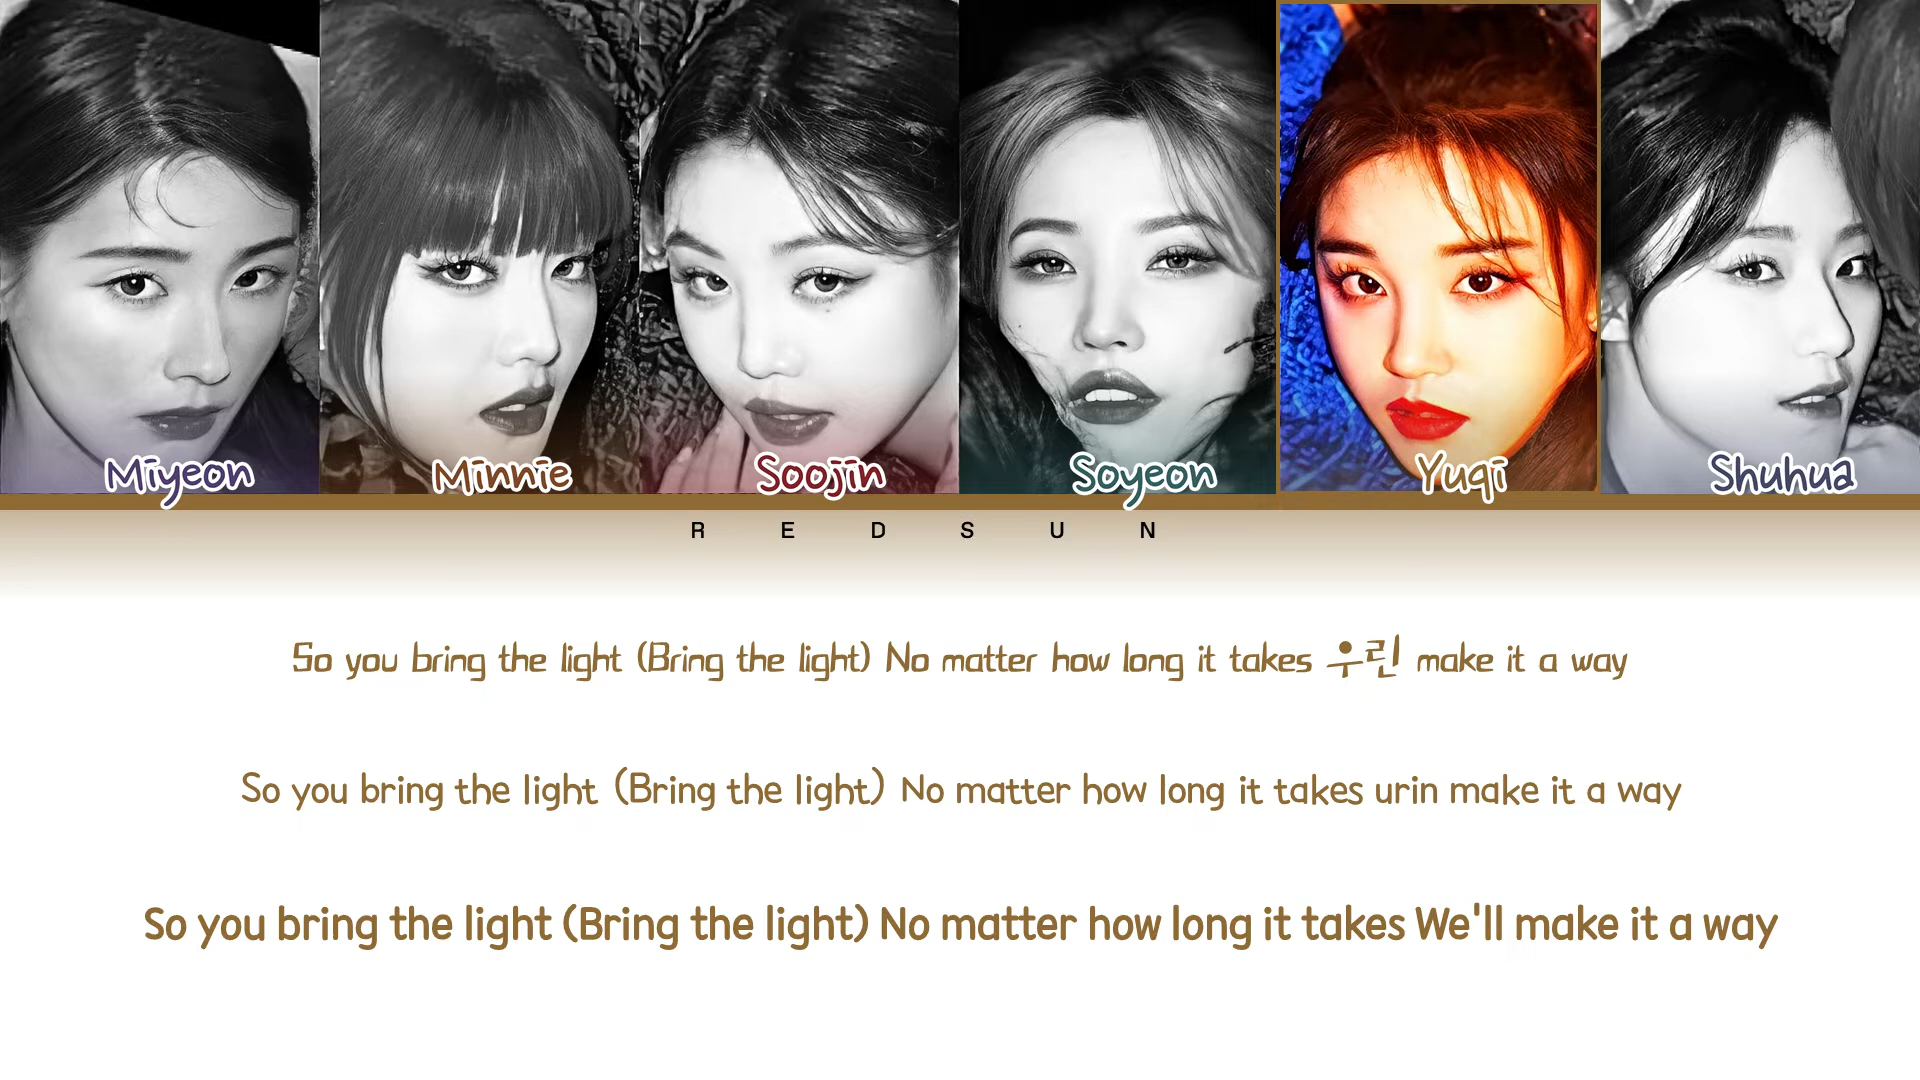 Miyeon Minnie Soojin Soyeon Yuqi Shuhua
R E D S U N
So you bring the light (Bring the light) No matter how long it takes 우린 make it a way
So you bring the light (Bring the light) No matter how long it takes urin make it a way
So you bring the light (Bring the light) No matter how long it takes We'll make it a way